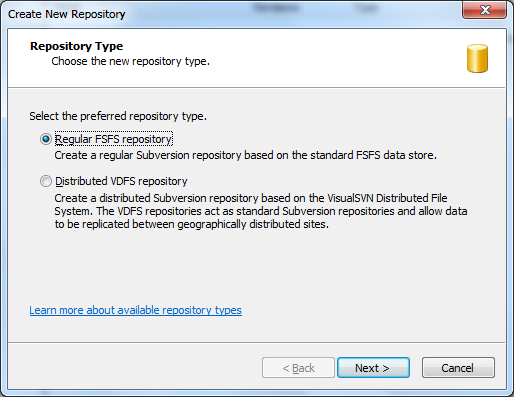 Create New Repository
Repository Type
Choose the new repository type.
Select the preferred repository type.
Regular FSFS repository
Create a regular Subversion repository based on the standard FSFS data store.
Distributed VDFS repository
Create a distributed Subversion repository based on the VisualSVN Distributed File
System. The VDFS repositories act as standard Subversion repositories and allow data
to be replicated between geographically distributed sites.
Learn more about available repository types
< Back
Next >
Cancel